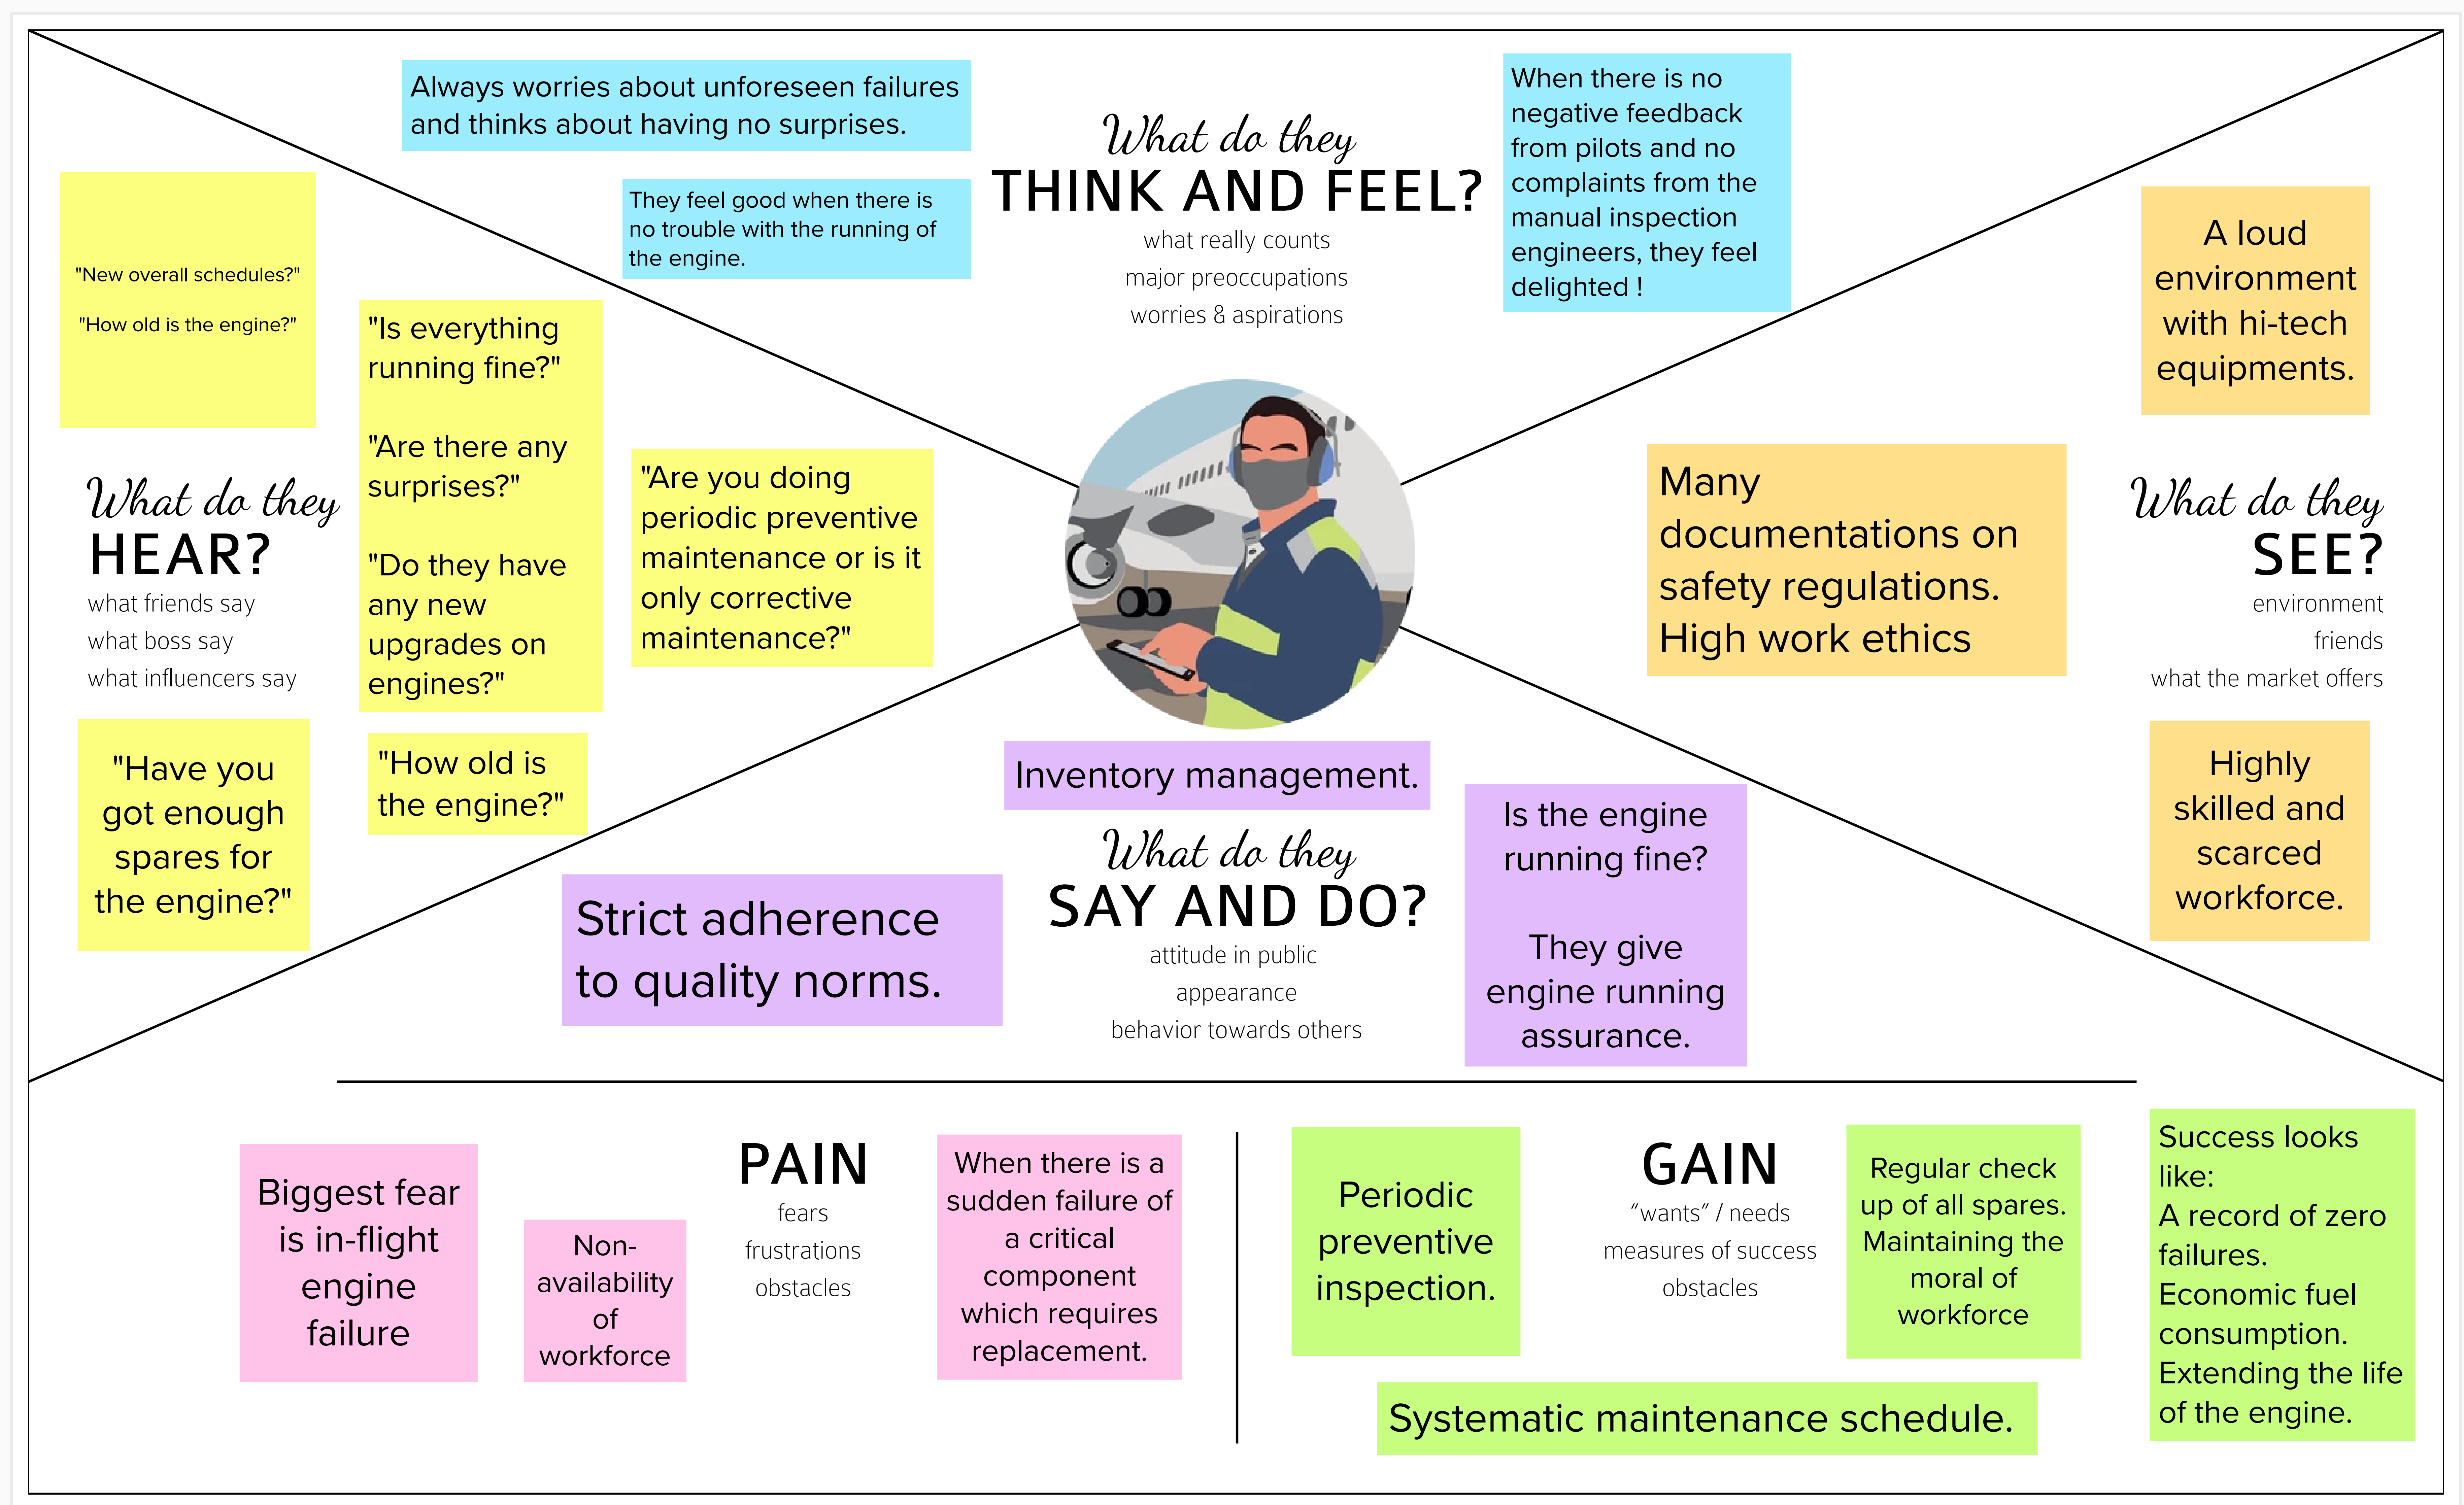 Always worries about unforeseen failures
and thinks about having no surprises.
They feel good when there is
no trouble with the running of
the engine.
What do they
THINK AND FEEL?
what really counts
major preoccupations
worries & aspirations
When there is no
negative feedback
from pilots and no
complaints from the
manual inspection
engineers, they feel
delighted !
"New overall schedules?"
"How old is the engine?"
"Is everything
running fine?"
"Are there any
surprises?"
"Do they have
any new
upgrades on
engines?"
"Are you doing
periodic preventive
maintenance or is it
only corrective
maintenance?"
What do they
HEAR?
what friends say
what boss say
what influencers say
"Have you
got enough
spares for
the engine?"
"How old is
the engine?"
A loud
environment
with hi-tech
equipments.
Many
documentations on
safety regulations.
High work ethics
What do they
SEE?
environment
friends
what the market offers
Highly
skilled and
scarced
workforce.
Inventory management.
What do they
SAY AND DO?
attitude in public
appearance
behavior towards others
Strict adherence
to quality norms.
Is the engine
running fine?
They give
engine running
assurance.
Biggest fear
is in-flight
engine
failure
Non-
availability
of
workforce
PAIN
fears
frustrations
obstacles
When there is a
sudden failure of
a critical
component
which requires
replacement.
Periodic
preventive
inspection.
GAIN
“wants” / needs
measures of success
obstacles
Regular check
up of all spares.
Maintaining the
moral of
workforce
Systematic maintenance schedule.
Success looks
like:
A record of zero
failures.
Economic fuel
consumption.
Extending the life
of the engine.